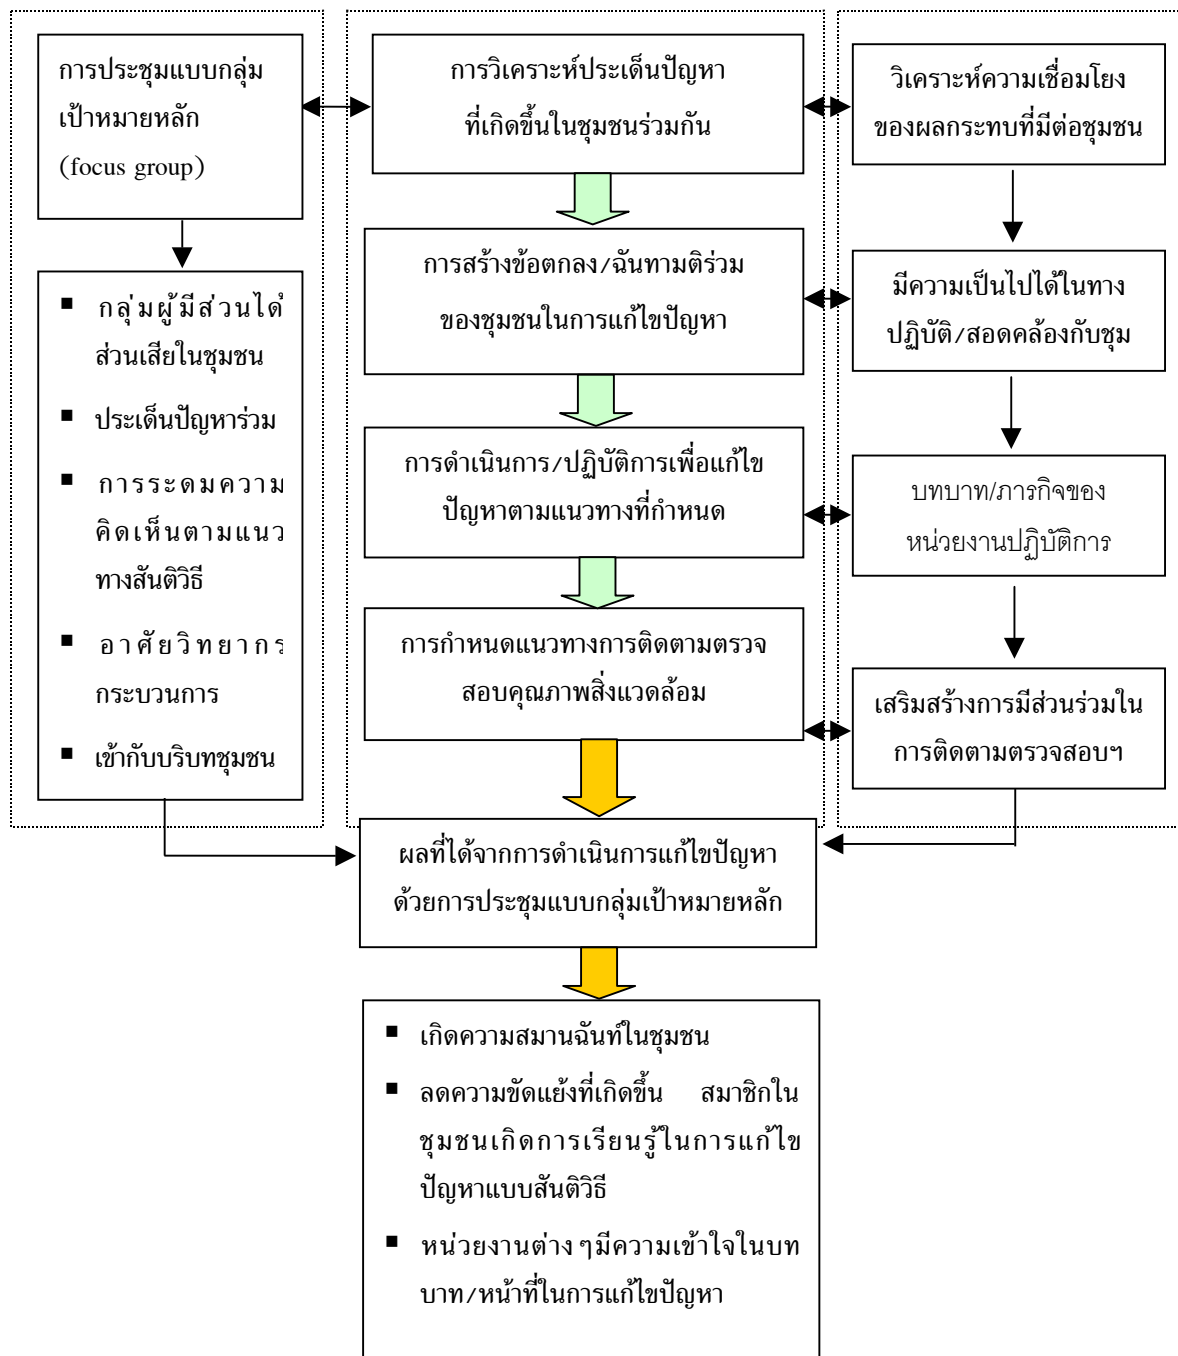 การประชุมแบบกลุ่ม
เป้าหมายหลัก
(focus group)
■ กลุ่มผู้มีส่วนได้
ส่วนเสียในชุมชน
■ ประเด็นปัญหาร่วม
■ การระดมความ
คิดเห็นตามแนว
ทางสันติวิธี
■ อาศัยวิทยากร
กระบวนการ
■ เข้ากับบริบทชุมชน
การวิเคราะห์ประเด็นปัญหา
ที่เกิดขึ้นในชุมชนร่วมกัน
การสร้างข้อตกลง/ฉันทามติร่วม
ของชุมชนในการแก้ไขปัญหา
การดำเนินการ/ปฏิบัติการเพื่อแก้ไข
ปัญหาตามแนวทางที่กำหนด
การกำหนดแนวทางการติดตามตรวจ
สอบคุณภาพสิ่งแวดล้อม
วิเคราะห์ความเชื่อมโยง
ของผลกระทบที่มีต่อชุมชน
มีความเป็นไปได้ในทาง
ปฏิบัติ/สอดคล้องกับชุม
บทบาท/ภารกิจของ
หน่วยงานปฏิบัติการ
เสริมสร้างการมีส่วนร่วมใน
การติดตามตรวจสอบฯ
ผลที่ได้จากการดำเนินการแก้ไขปัญหา
ด้วยการประชุมแบบกลุ่มเป้าหมายหลัก
■ เกิดความสมานฉันท์ในชุมชน
■ ลดความขัดแย้งที่เกิดขึ้น สมาชิกใน
ชุมชนเกิดการเรียนรู้ในการแก้ไข
ปัญหาแบบสันติวิธี
■ หน่วยงานต่าง ๆมีความเข้าใจในบท
บาท/หน้าที่ในการแก้ไขปัญหา